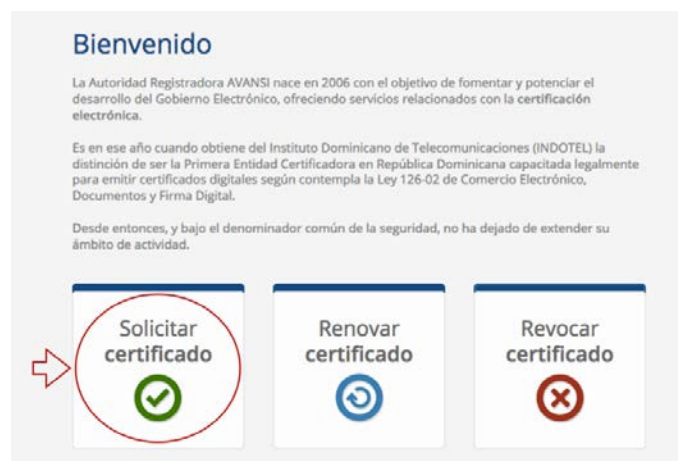 Bienvenido
La Autoridad Registradora AVANSI nace en 2006 con el objetivo de fomentar y potenciar el
desarrollo del Gobierno Electrónico, ofreciendo servicios relacionados con la certificación
electrónica.
Es en ese año cuando obtiene del Instituto Dominicano de Telecomunicaciones (INDOTEL) la
distinción de ser la Primera Entidad Certificadora en República Dominicana capacitada legalmente
para emitir certificados digitales según contempla la Ley 126-02 de Comercio Electrónico,
Documentos y Firma Digital.
Desde entonces, y bajo el denominador común de la seguridad, no ha dejado de extender su
ámbito de actividad.
Solicitar
certificado
Renovar
certificado
Revocar
certificado